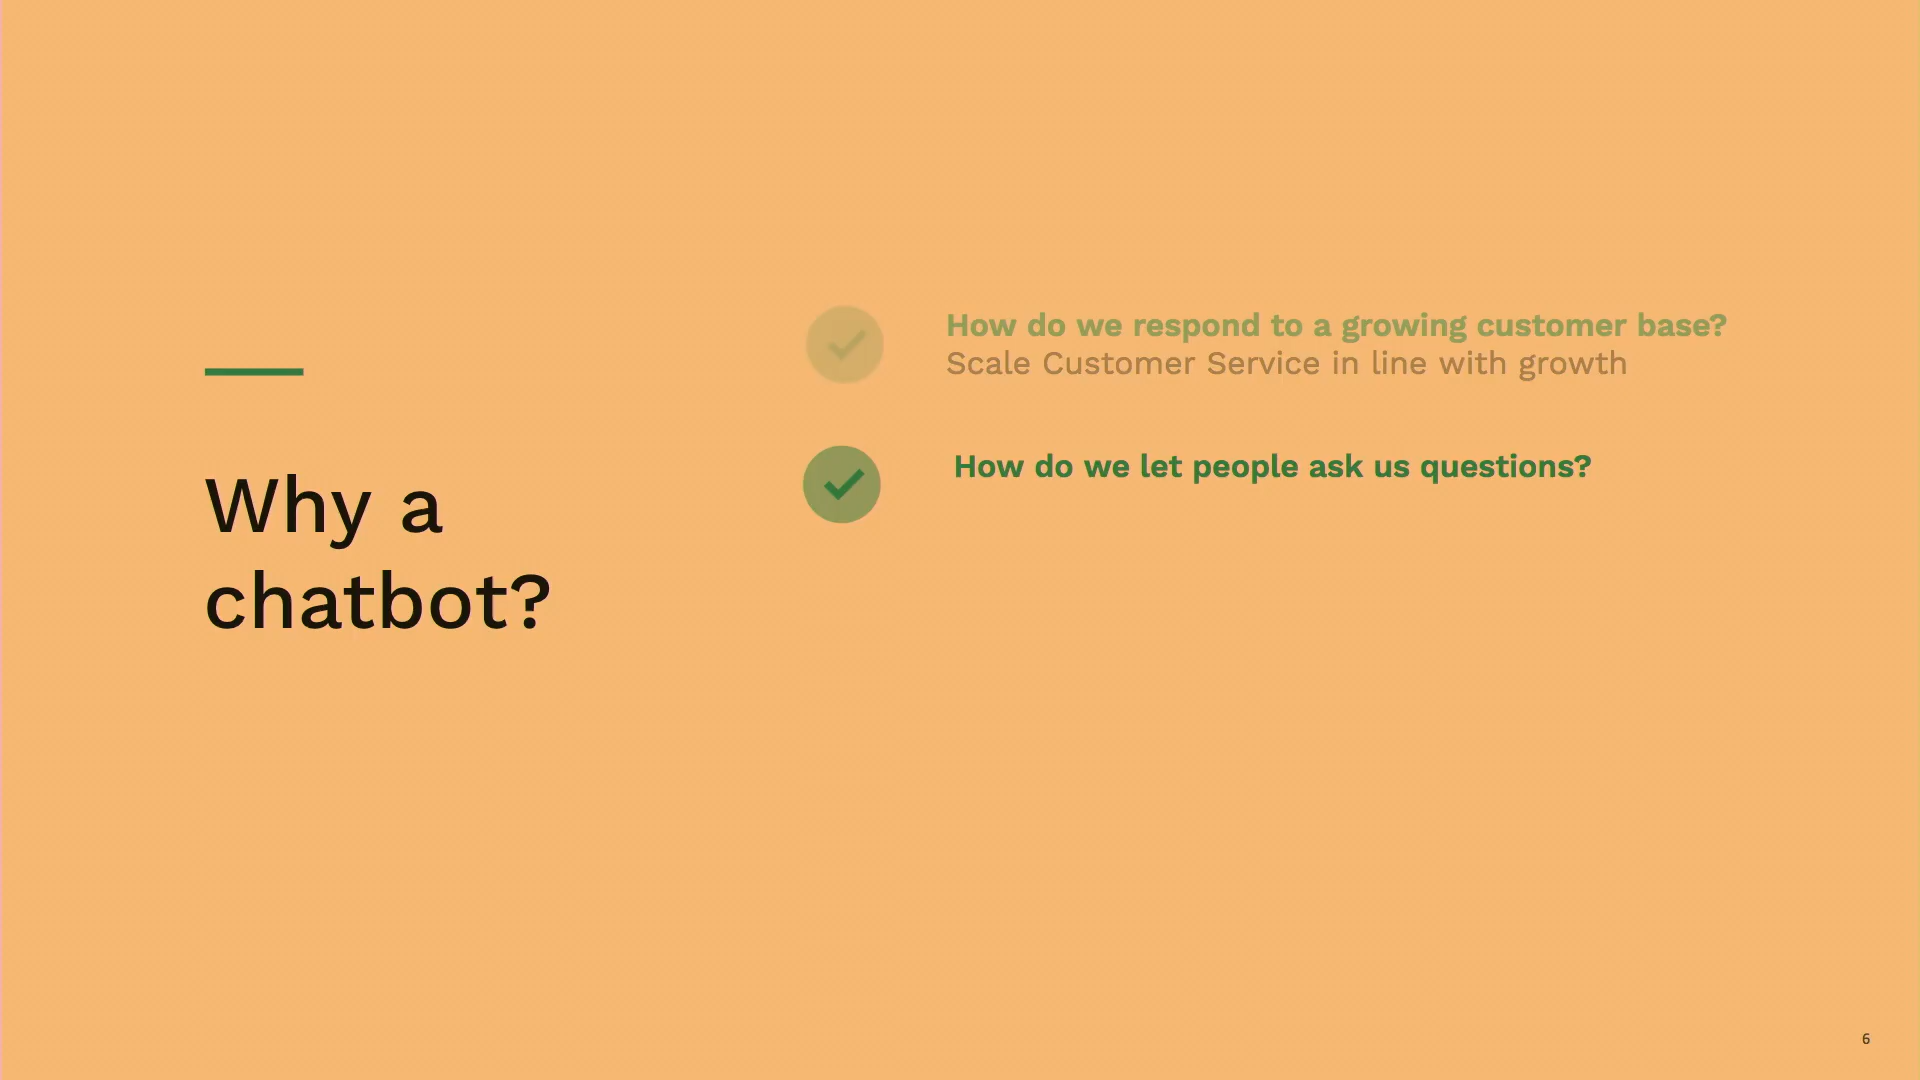 Why a
chatbot?
How do we respond to a growing customer base?
Scale Customer Service in line with growth
How do we let people ask us questions?
6